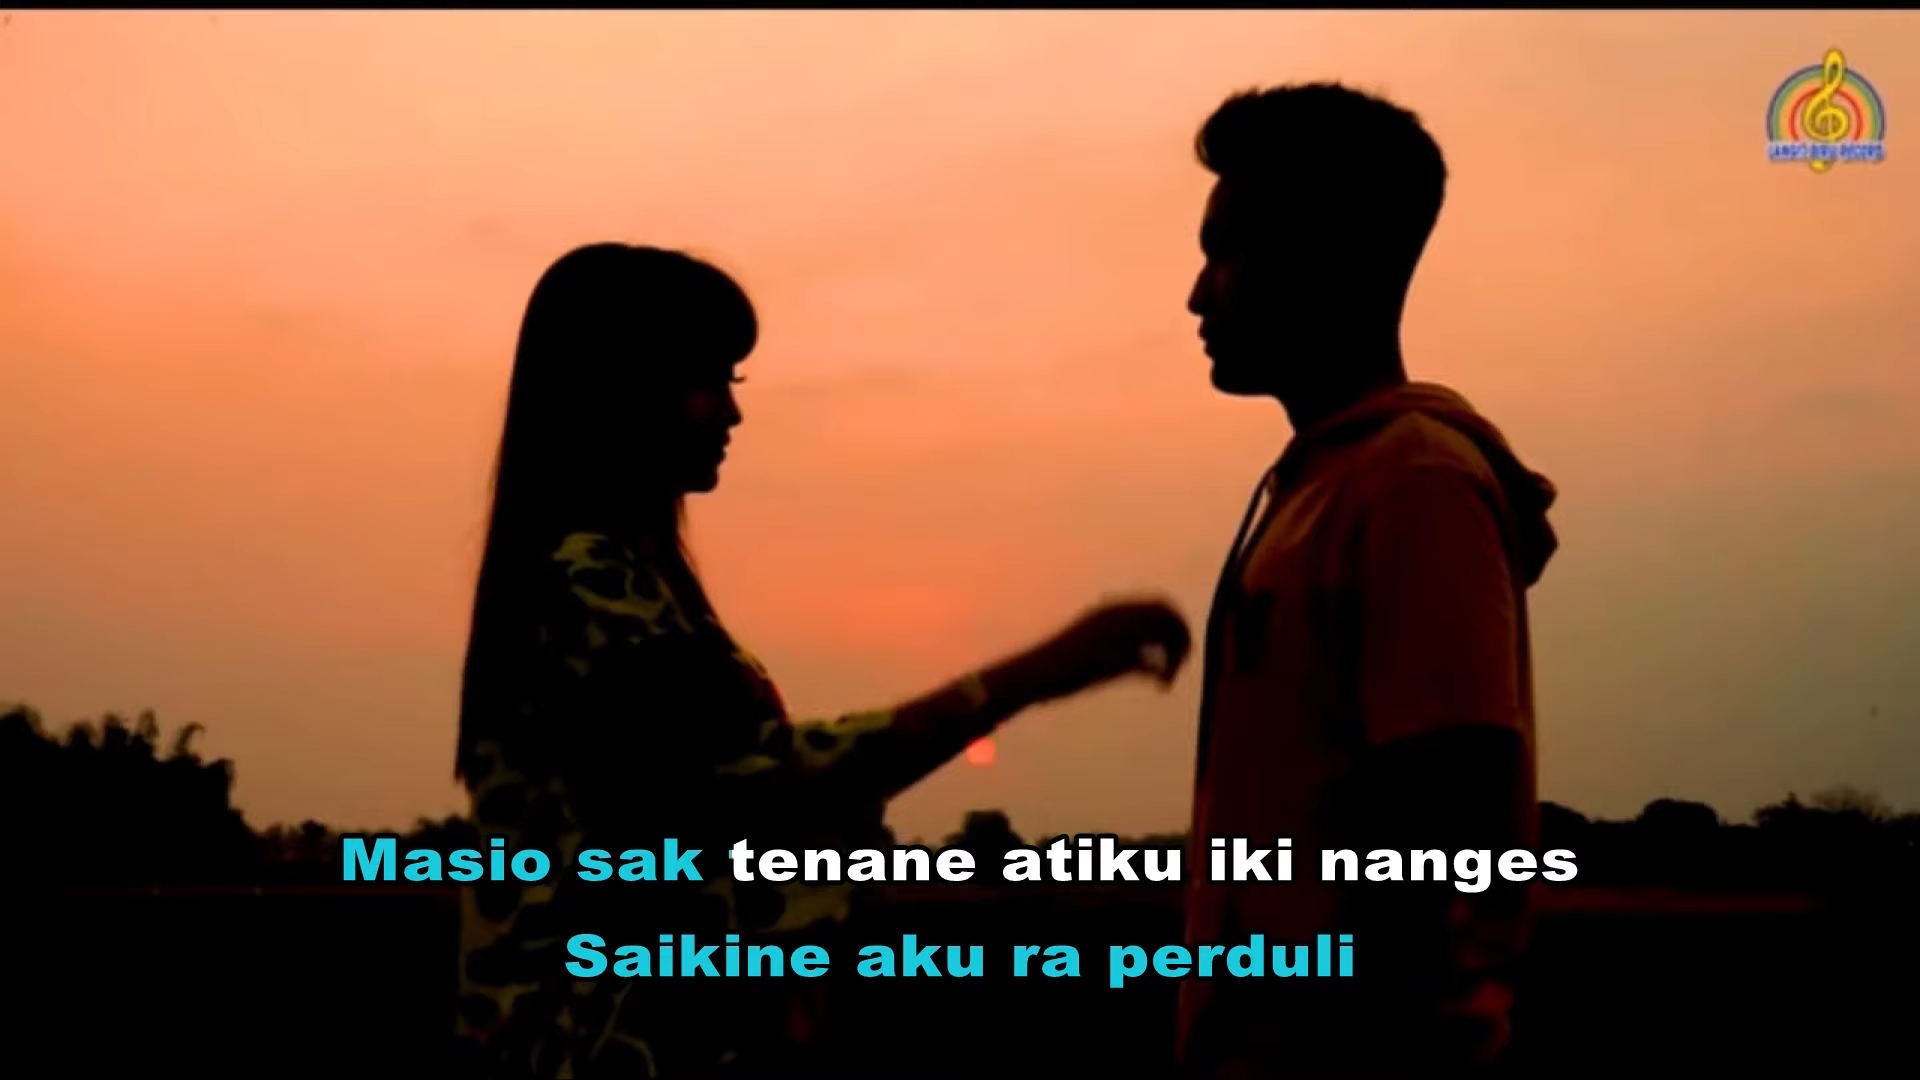 Masio sak tenane atiku iki nanges
Saikine aku ra perduli